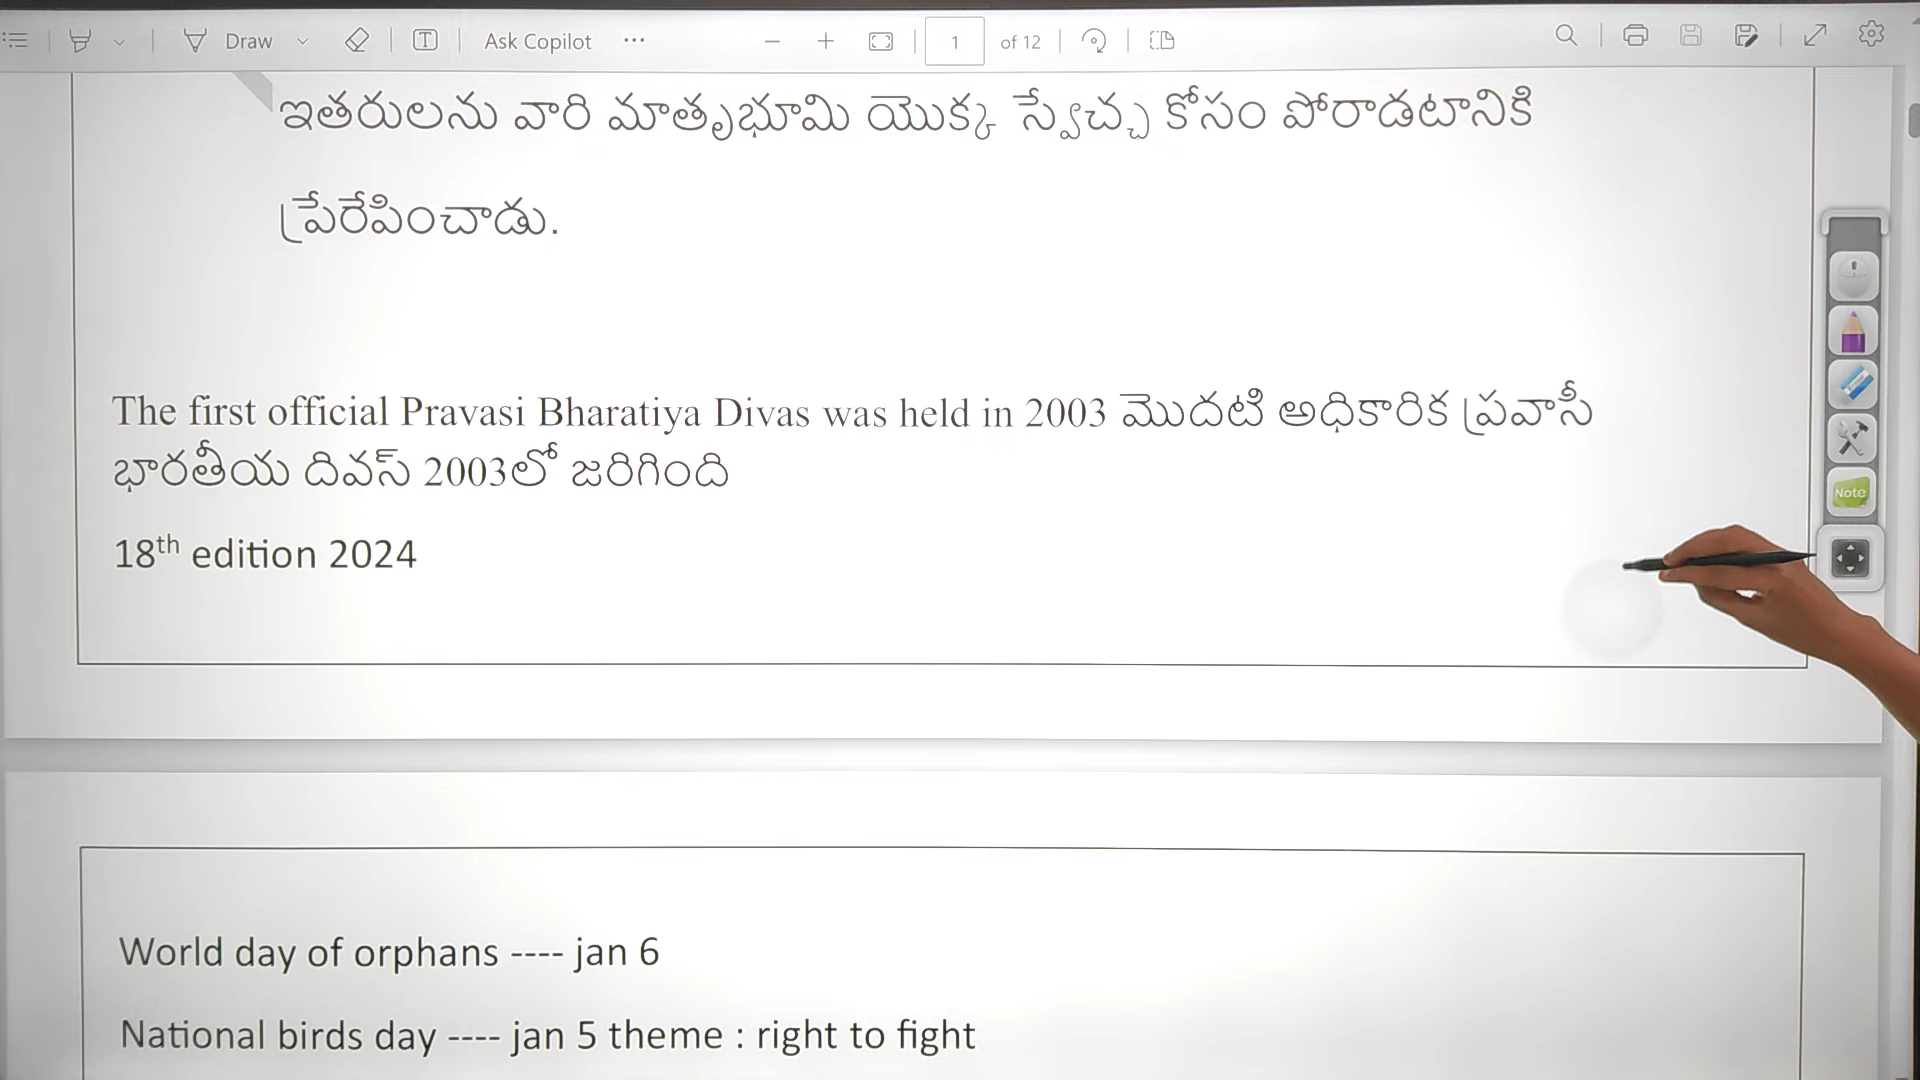 Draw
Ask Copilot
1 of 12
ఇతరులను వారి మాతృభూమి యొక్క స్వేచ్చ కోసం పోరాడటానికి
ప్రేరేపించాడు.
The first official Pravasi Bharatiya Divas was held in 2003 మొదటి అధికారిక ప్రవాసీ
భారతీయ దివస్ 2003లో జరిగింది
18th edition 2024
Note
World day of orphans ---- jan 6
National birds day ---- jan 5 theme : right to fight